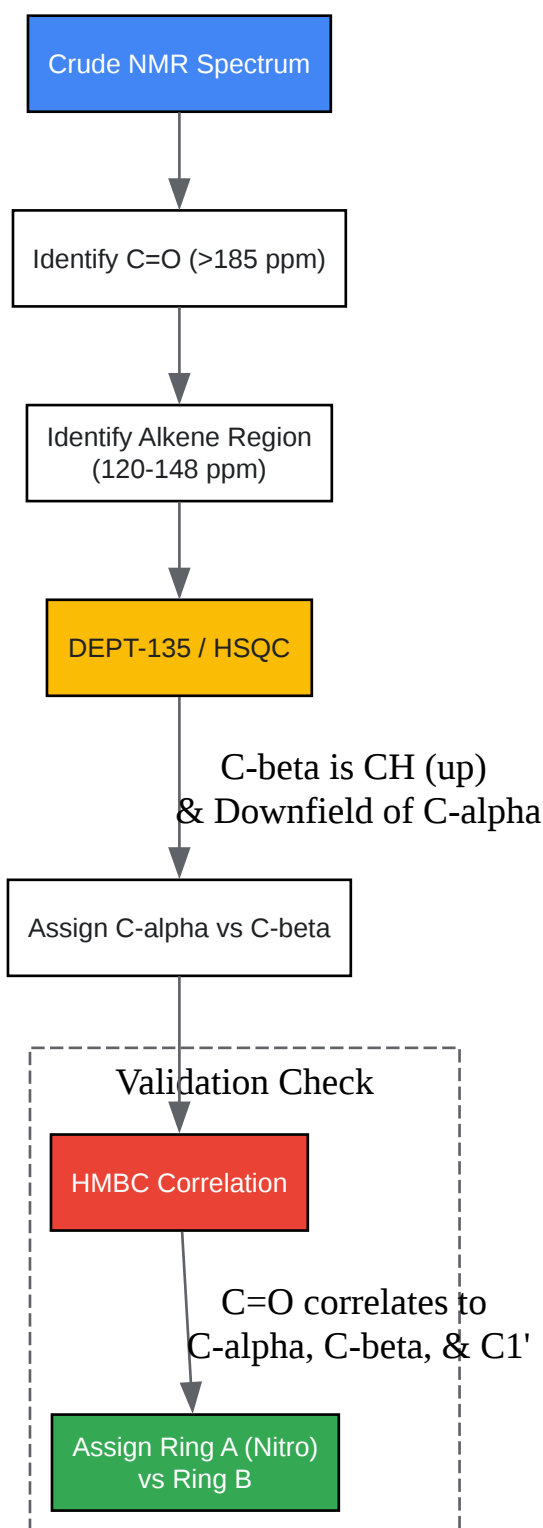 Crude NMR Spectrum
Identify C=O (>185 ppm)
Identify Alkene Region
(120-148 ppm)
DEPT-135 / HSQC
C-beta is CH (up)
& Downfield of C-alpha
Assign C-alpha vs C-beta
Validation Check
HMBC Correlation
C=O correlates to
C-alpha, C-beta, & C1'
Assign Ring A (Nitro)
vs Ring B